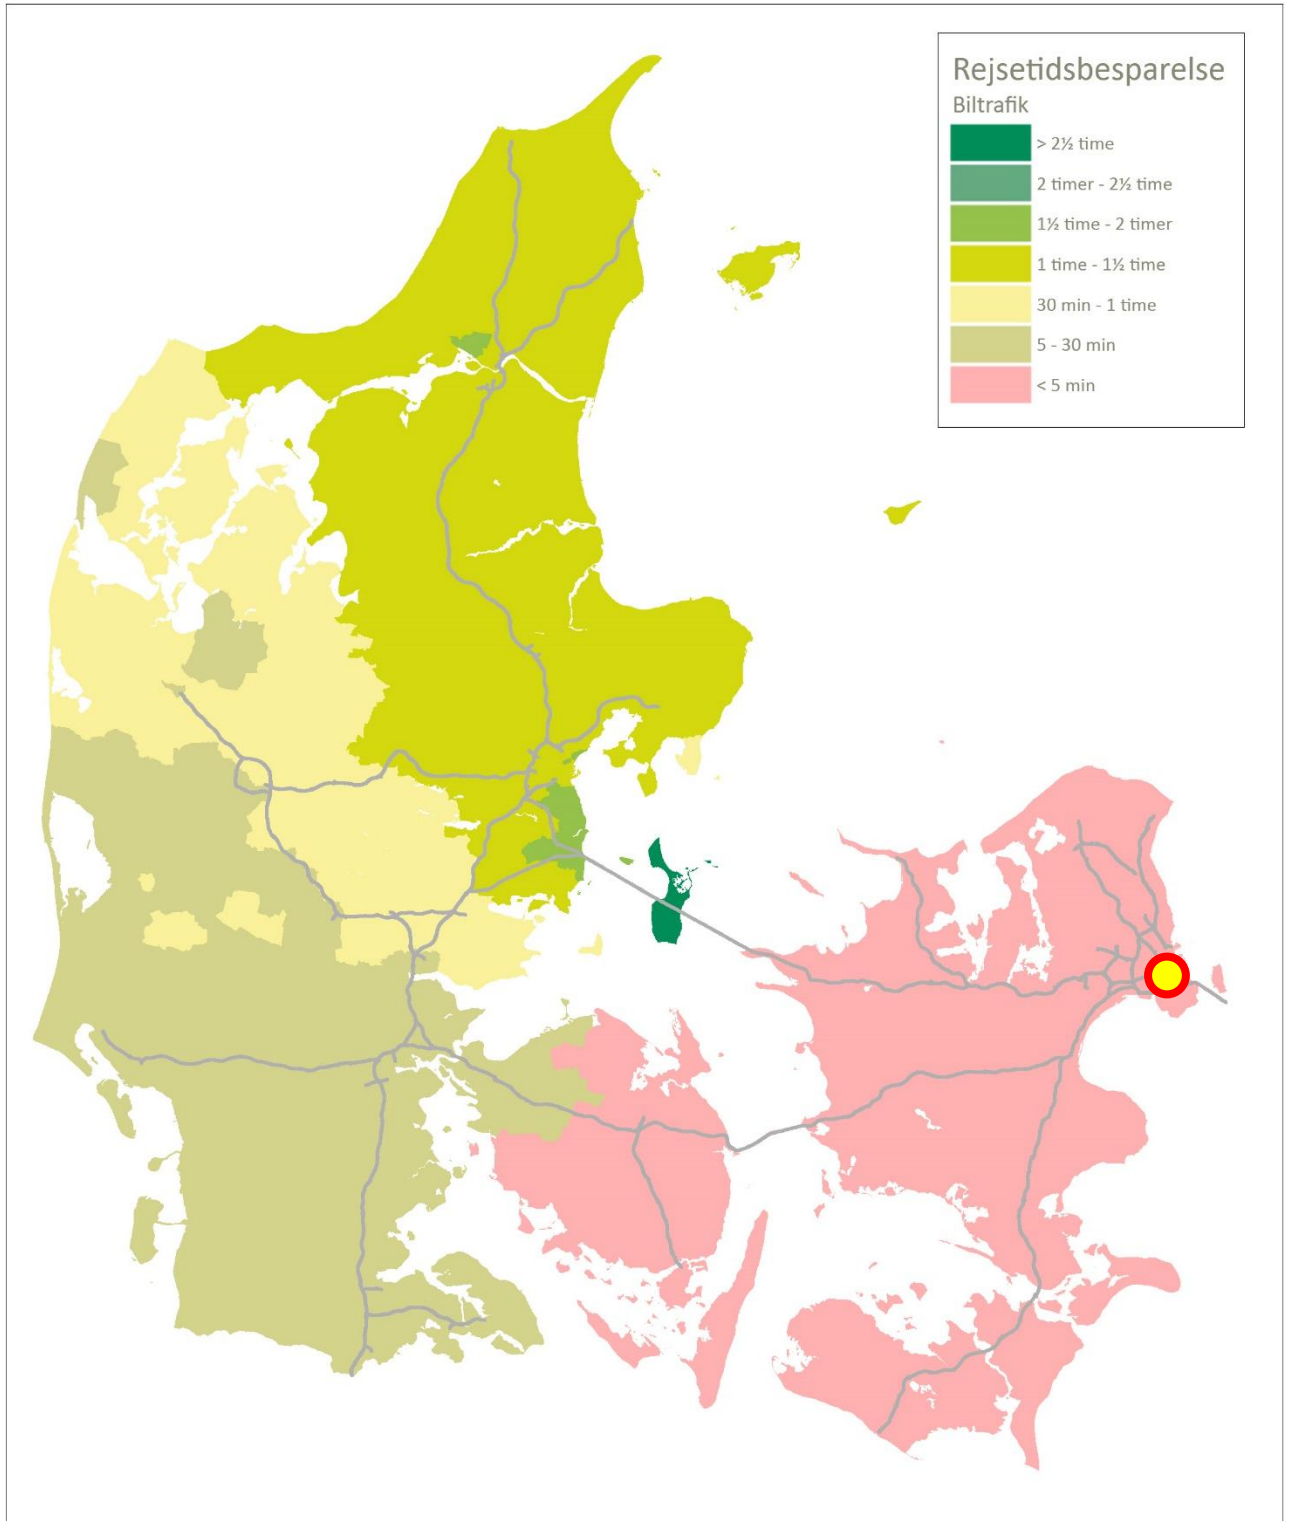 Rejsetidsbesparelse
Biltrafik
> 2½ time
2 timer - 2½ time
1½ time - 2 timer
1 time - 1½ time
30 min - 1 time
5 - 30 min
< 5 min